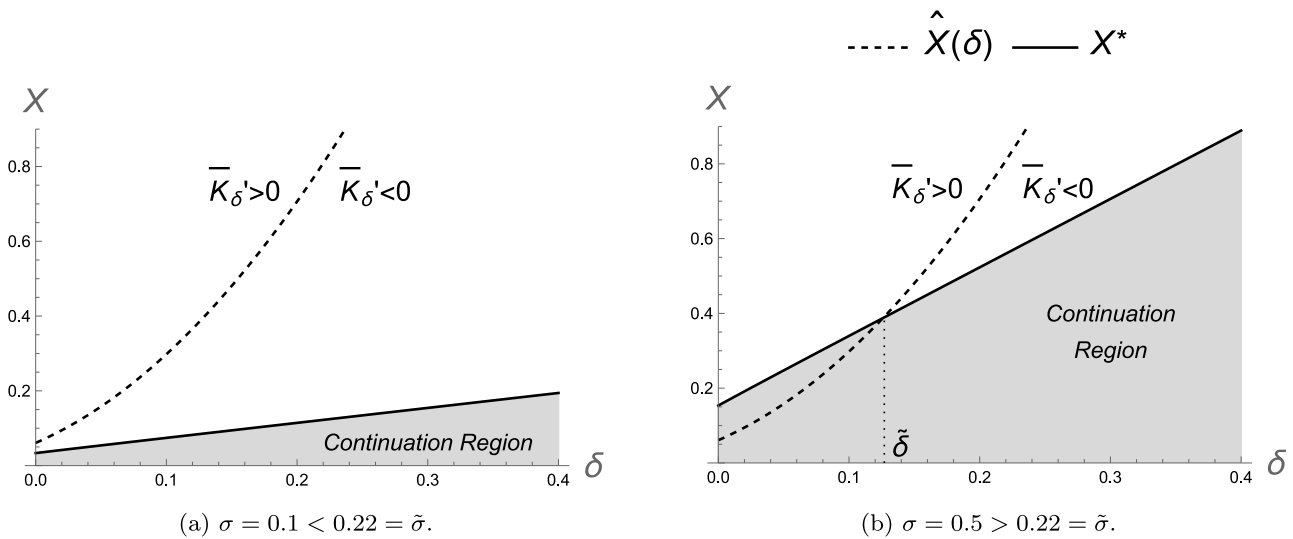 X̂(δ) X*
X
0.8
0.6
0.4
0.2
0.0 0.1 0.2 0.3 0.4
δ
K̅δ'>0 K̅δ'<0
Continuation Region
(a) σ = 0.1 < 0.22 = σ̃.
X
0.8
0.6
0.4
0.2
0.0 0.1 0.2 0.3 0.4
δ
K̅δ'>0 K̅δ'<0
Continuation
Region
δ̃
(b) σ = 0.5 > 0.22 = σ̃.